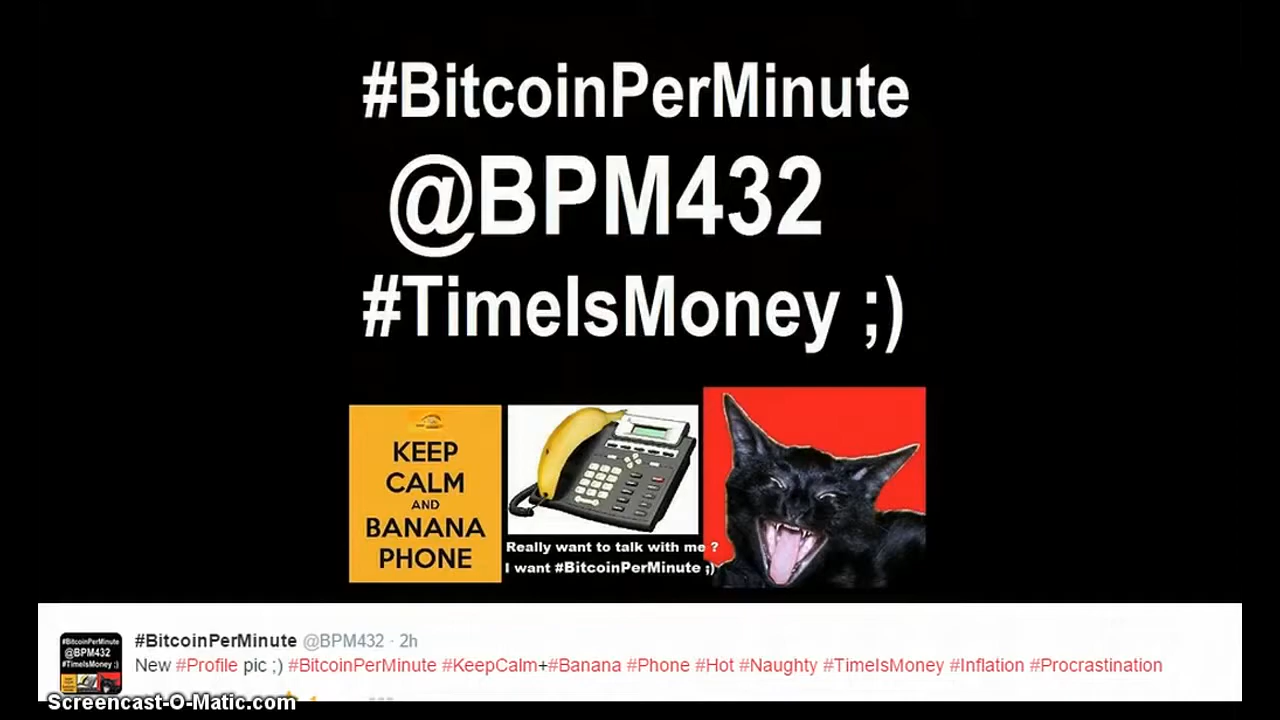 #BitcoinPerMinute
@BPM432
#TimeIsMoney ;)
KEEP
CALM
AND
BANANA
PHONE
Really want to talk with me ?
I want #BitcoinPerMinute ;)
#BitcoinPerMinute
@BPM432
#TimeIsMoney ;)
#BitcoinPerMinute @BPM432 · 2h
New #Profile pic ;) #BitcoinPerMinute #KeepCalm+#Banana #Phone #Hot #Naughty #TimeIsMoney #Inflation #Procrastination
Screencast-O-Matic.com